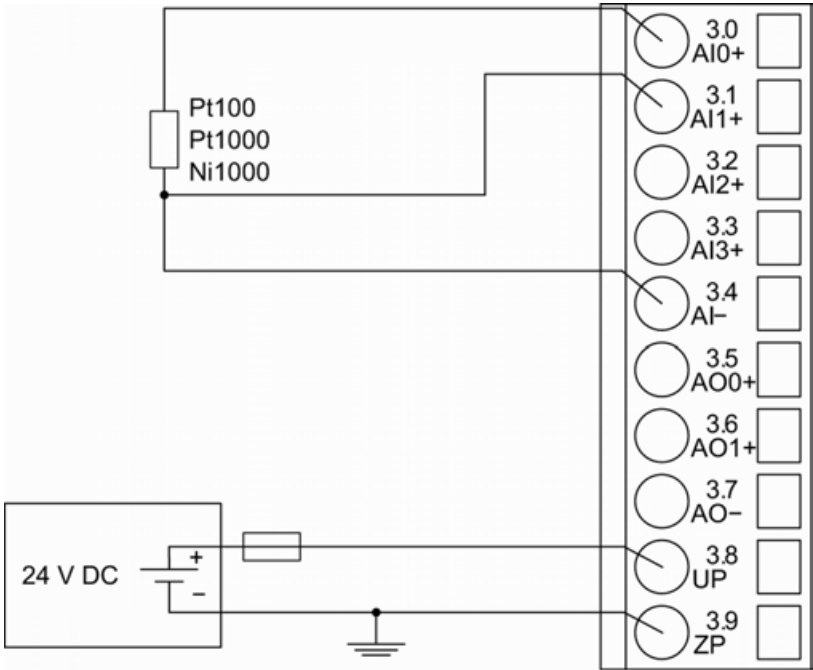 Pt100
Pt1000
Ni1000
3.0
AI0+
3.1
AI1+
3.2
AI2+
3.3
AI3+
3.4
AI−
3.5
AO0+
3.6
AO1+
3.7
AO−
3.8
UP
3.9
ZP
24 V DC
+
−